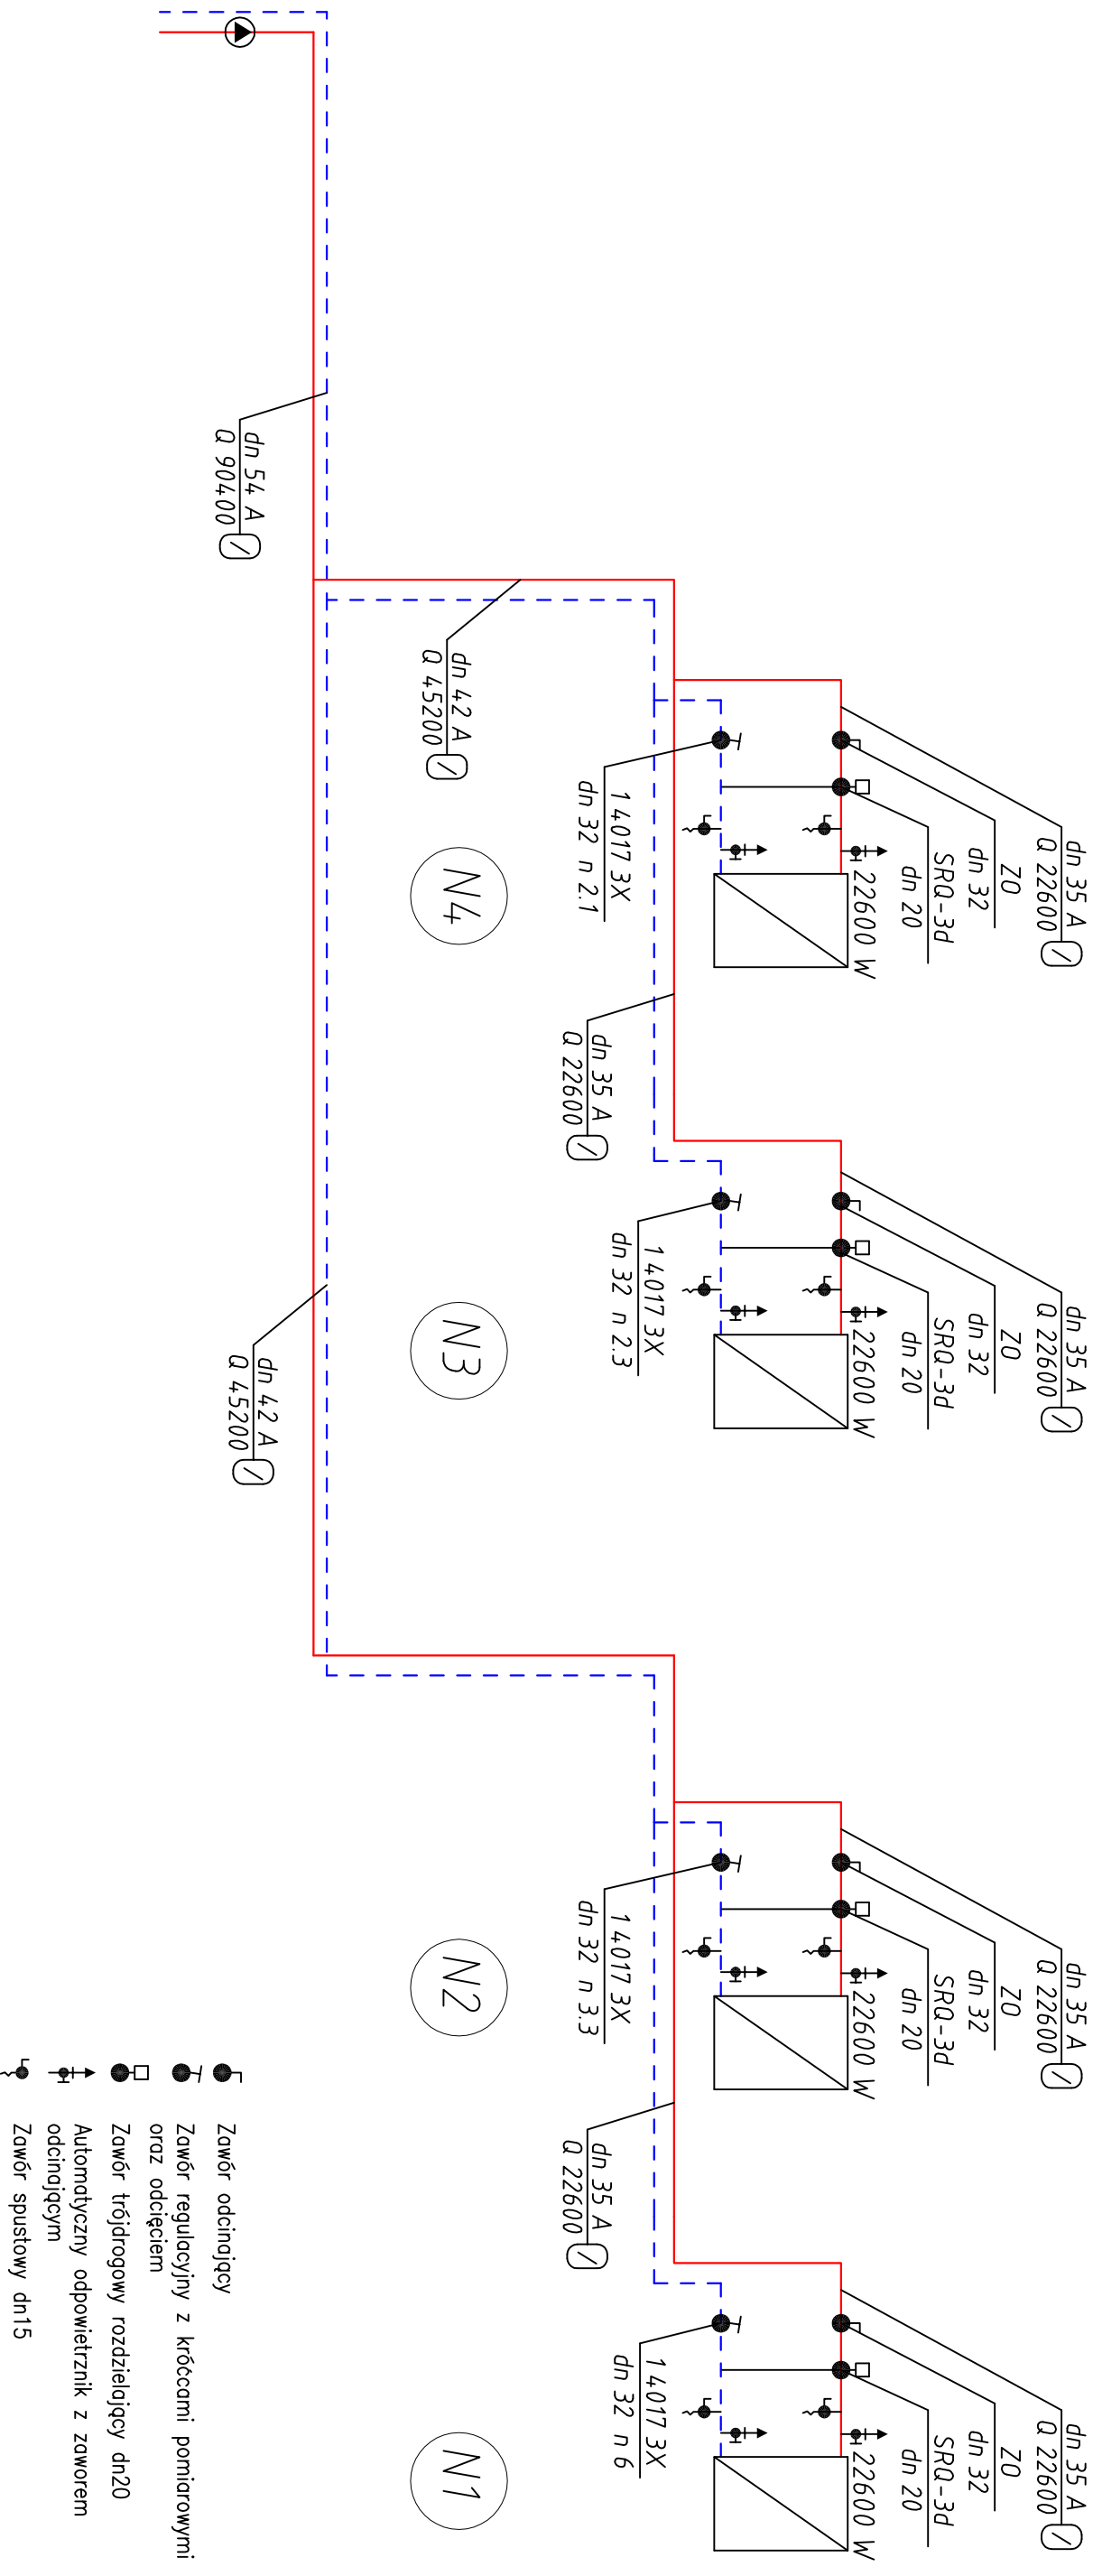 dn 35 A
Q 22600
ZO
dn 32
SRQ-3d
dn 20
22600 W
1 4017 3X
dn 32 n 2.1
dn 35 A
Q 22600
ZO
dn 32
SRQ-3d
dn 20
22600 W
1 4017 3X
dn 32 n 2.3
dn 35 A
Q 22600
ZO
dn 32
SRQ-3d
dn 20
22600 W
1 4017 3X
dn 32 n 3.3
dn 35 A
Q 22600
ZO
dn 32
SRQ-3d
dn 20
22600 W
1 4017 3X
dn 32 n 6
dn 35 A
Q 22600
dn 35 A
Q 22600
dn 42 A
Q 45200
N4
N3
N2
N1
dn 54 A
Q 90400
dn 42 A
Q 45200
Zawór odcinający
Zawór regulacyjny z króćcami pomiarowymi
oraz odcięciem
Zawór trójdrogowy rozdzielający dn20
Automatyczny odpowietrznik z zaworem
odcinającym
Zawór spustowy dn15